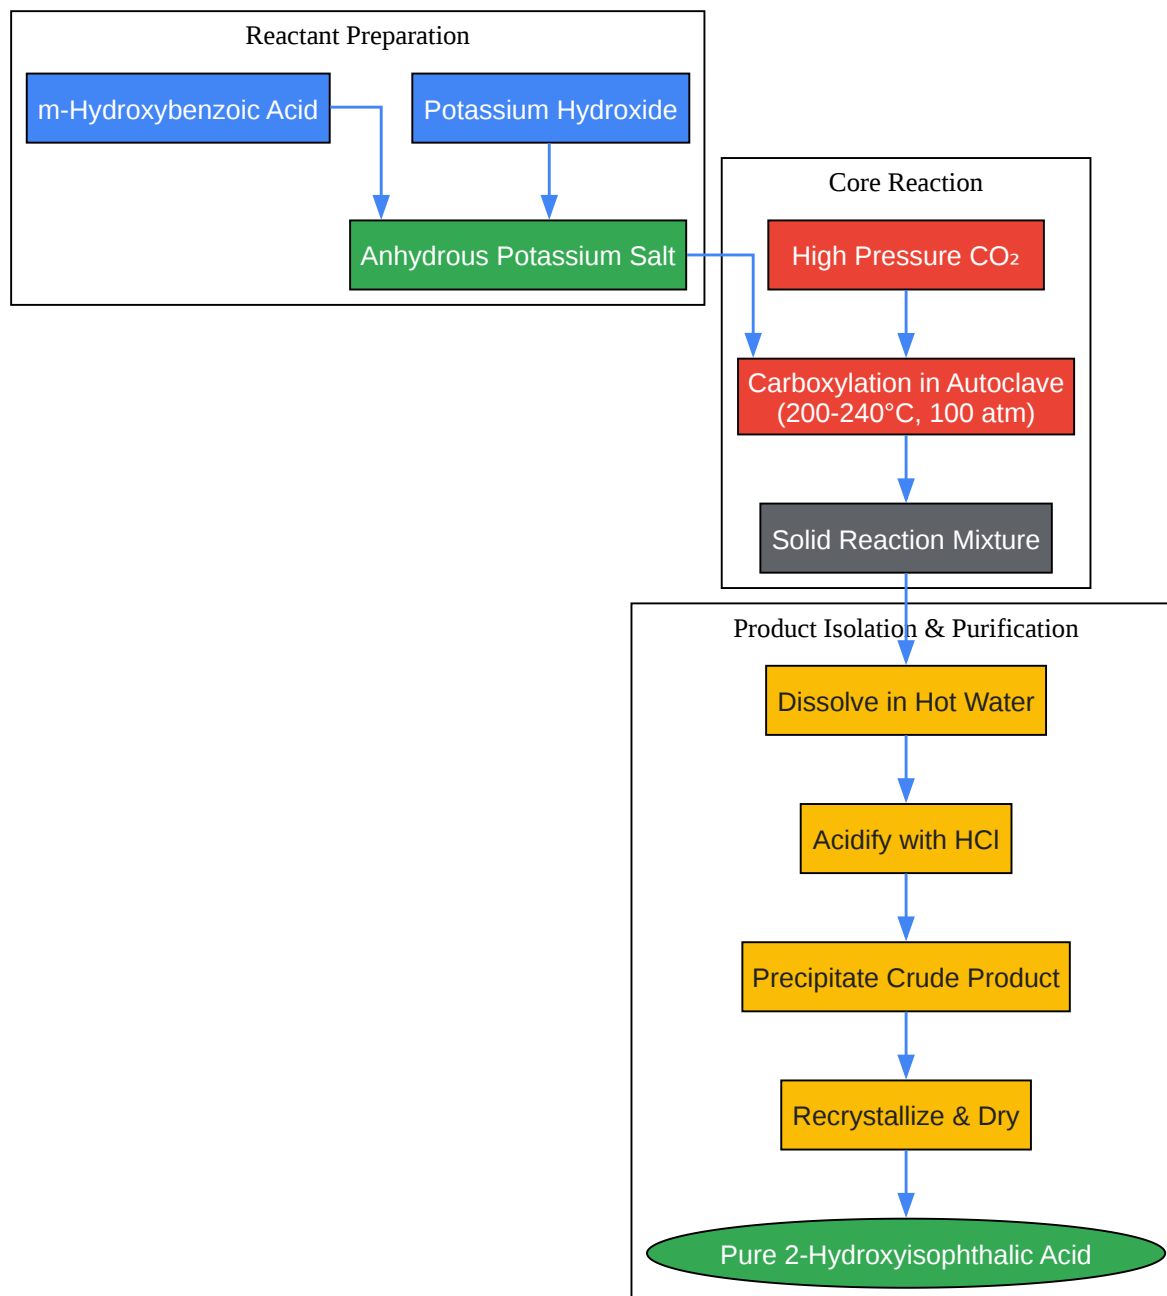 Reactant Preparation
m-Hydroxybenzoic Acid
Potassium Hydroxide
Anhydrous Potassium Salt
Core Reaction
High Pressure CO₂
Carboxylation in Autoclave
(200-240°C, 100 atm)
Solid Reaction Mixture
Product Isolation & Purification
Dissolve in Hot Water
Acidify with HCl
Precipitate Crude Product
Recrystallize & Dry
Pure 2-Hydroxyisophthalic Acid